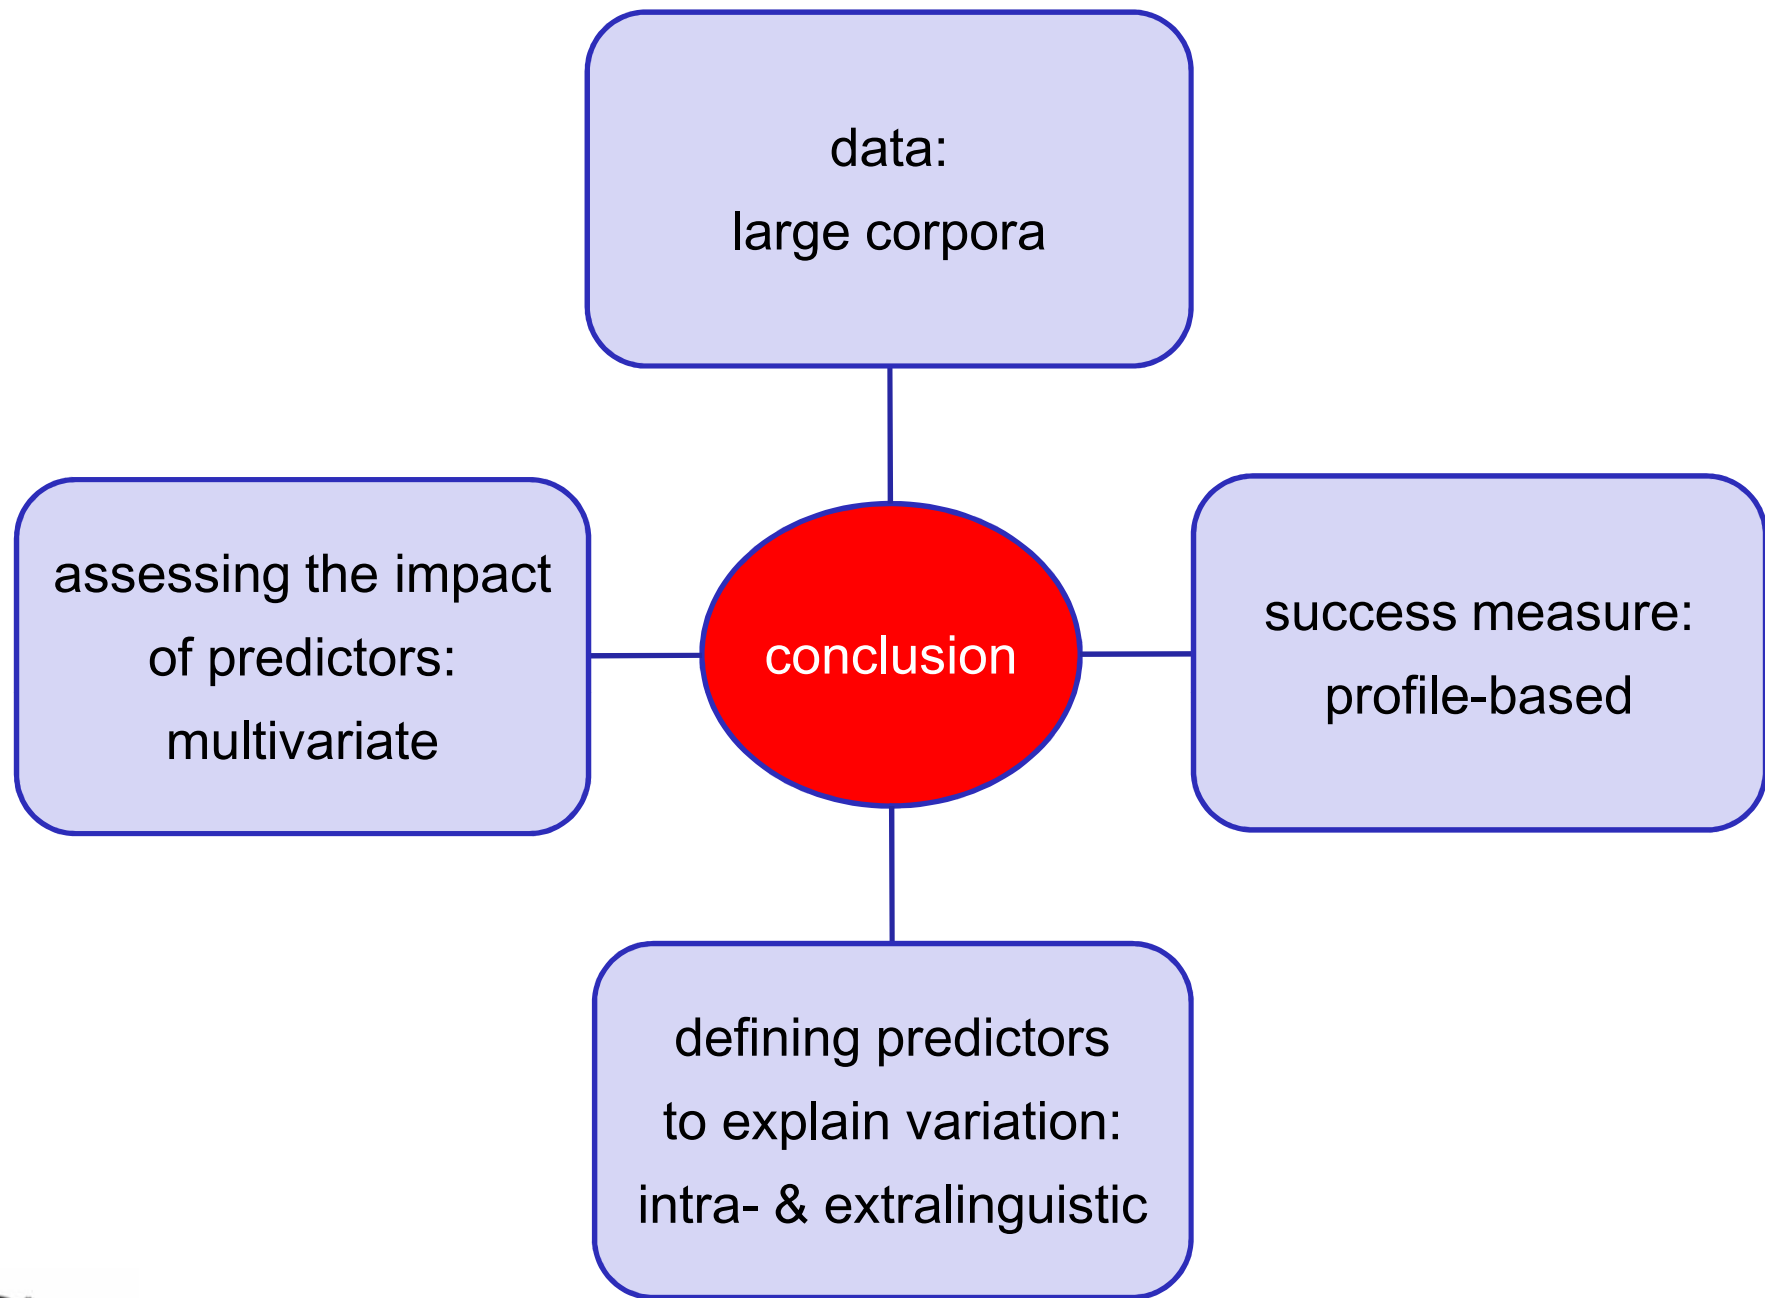 data:
large corpora
assessing the impact
of predictors:
multivariate
conclusion
success measure:
profile-based
defining predictors
to explain variation:
intra- & extralinguistic